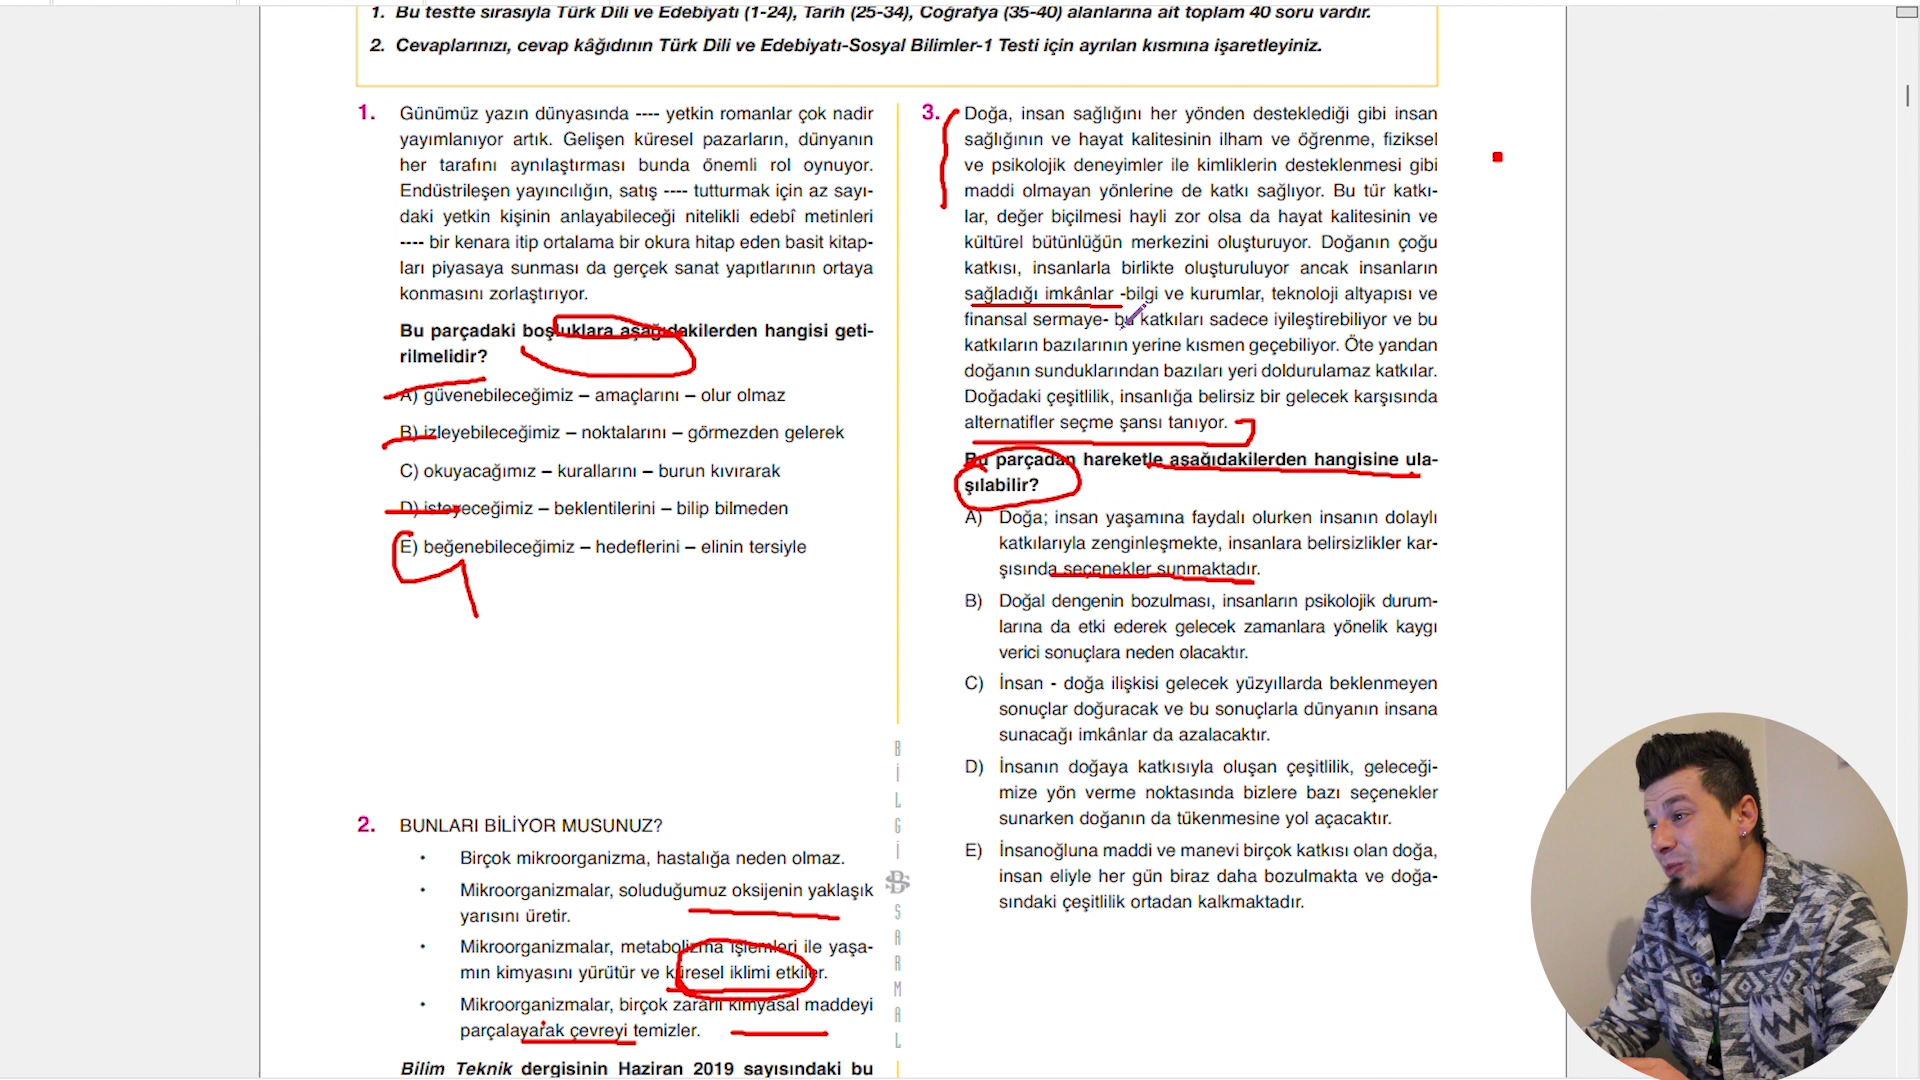 1. Bu testte sırasıyla Türk Dili ve Edebiyatı (1-24), Tarih (25-34), Coğrafya (35-40) alanlarına ait toplam 40 soru vardır.
2. Cevaplarınızı, cevap kâğıdının Türk Dili ve Edebiyatı-Sosyal Bilimler-1 Testi için ayrılan kısmına işaretleyiniz.
1. Günümüz yazın dünyasında ---- yetkin romanlar çok nadir
yayımlanıyor artık. Gelişen küresel pazarların, dünyanın
her tarafını aynılaştırması bunda önemli rol oynuyor.
Endüstrileşen yayıncılığın, satış ---- tutturmak için az sayı-
daki yetkin kişinin anlayabileceği nitelikli edebî metinleri
---- bir kenara itip ortalama bir okura hitap eden basit kitap-
ları piyasaya sunması da gerçek sanat yapıtlarının ortaya
konmasını zorlaştırıyor.
Bu parçadaki boşluklara aşağıdakilerden hangisi geti-
rilmelidir?
A) güvenebileceğimiz – amaçlarını – olur olmaz
B) izleyebileceğimiz – noktalarını – görmezden gelerek
C) okuyacağımız – kurallarını – burun kıvırarak
D) isteyeceğimiz – beklentilerini – bilip bilmeden
E) beğenebileceğimiz – hedeflerini – elinin tersiyle
2. BUNLARI BİLİYOR MUSUNUZ?
• Birçok mikroorganizma, hastalığa neden olmaz.
• Mikroorganizmalar, soluduğumuz oksijenin yaklaşık
yarısını üretir.
• Mikroorganizmalar, metabolizma işlemleri ile yaşa-
mın kimyasını yürütür ve küresel iklimi etkiler.
• Mikroorganizmalar, birçok zararlı kimyasal maddeyi
parçalayarak çevreyi temizler.
Bilim Teknik dergisinin Haziran 2019 sayısındaki bu
BİLGİ SARMAL
3. Doğa, insan sağlığını her yönden desteklediği gibi insan
sağlığının ve hayat kalitesinin ilham ve öğrenme, fiziksel
ve psikolojik deneyimler ile kimliklerin desteklenmesi gibi
maddi olmayan yönlerine de katkı sağlıyor. Bu tür katkı-
lar, değer biçilmesi hayli zor olsa da hayat kalitesinin ve
kültürel bütünlüğün merkezini oluşturuyor. Doğanın çoğu
katkısı, insanlarla birlikte oluşturuluyor ancak insanların
sağladığı imkânlar -bilgi ve kurumlar, teknoloji altyapısı ve
finansal sermaye- bu katkıları sadece iyileştirebiliyor ve bu
katkıların bazılarının yerine kısmen geçebiliyor. Öte yandan
doğanın sunduklarından bazıları yeri doldurulamaz katkılar.
Doğadaki çeşitlilik, insanlığa belirsiz bir gelecek karşısında
alternatifler seçme şansı tanıyor.
Bu parçadan hareketle aşağıdakilerden hangisine ula-
şılabilir?
A) Doğa; insan yaşamına faydalı olurken insanın dolaylı
katkılarıyla zenginleşmekte, insanlara belirsizlikler kar-
şısında seçenekler sunmaktadır.
B) Doğal dengenin bozulması, insanların psikolojik durum-
larına da etki ederek gelecek zamanlara yönelik kaygı
verici sonuçlara neden olacaktır.
C) İnsan - doğa ilişkisi gelecek yüzyıllarda beklenmeyen
sonuçlar doğuracak ve bu sonuçlarla dünyanın insana
sunacağı imkânlar da azalacaktır.
D) İnsanın doğaya katkısıyla oluşan çeşitlilik, geleceği-
mize yön verme noktasında bizlere bazı seçenekler
sunarken doğanın da tükenmesine yol açacaktır.
E) İnsanoğluna maddi ve manevi birçok katkısı olan doğa,
insan eliyle her gün biraz daha bozulmakta ve doğa-
sındaki çeşitlilik ortadan kalkmaktadır.